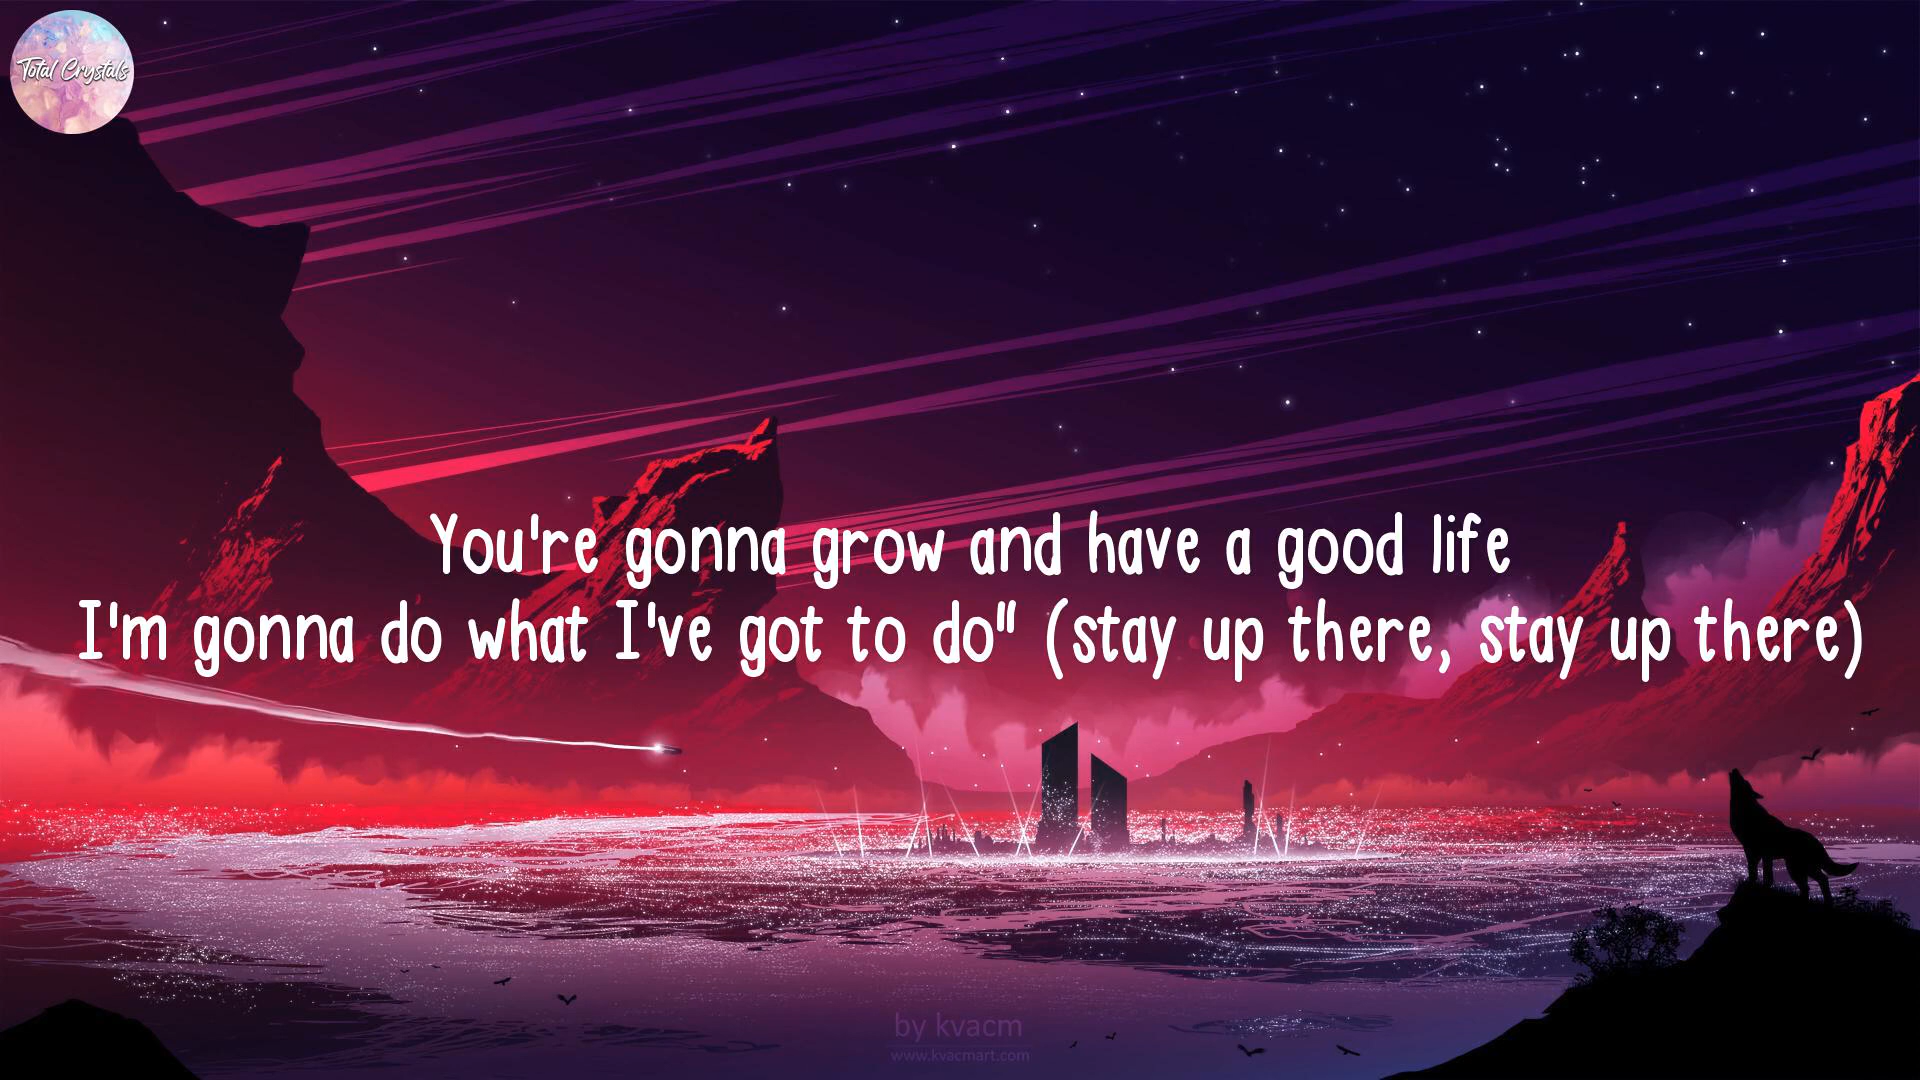 Total Crystals
You're gonna grow and have a good life
I'm gonna do what I've got to do" (stay up there, stay up there)
by kvacm
www.kvacmart.com